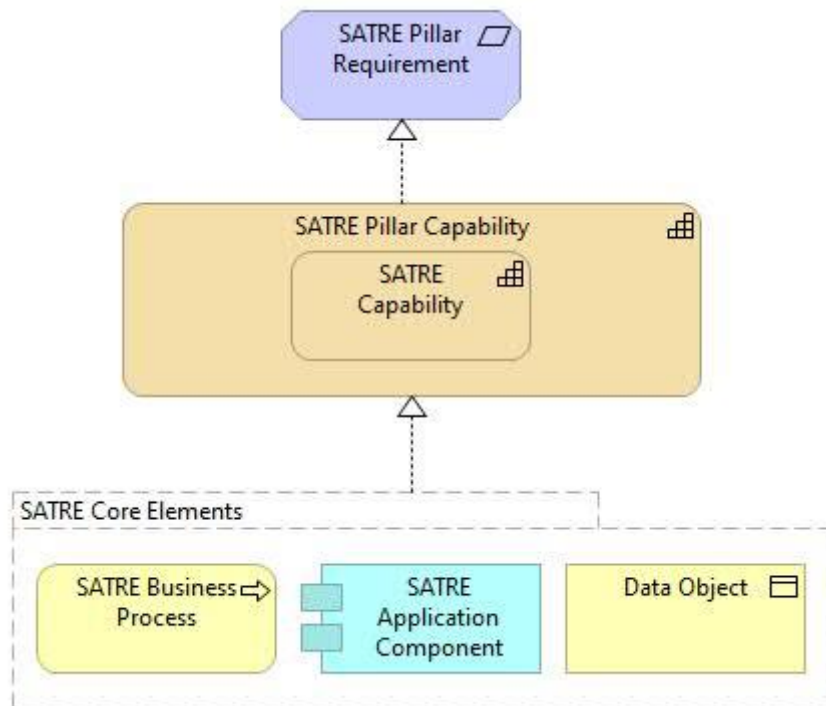 SATRE Pillar
Requirement
SATRE Pillar Capability
SATRE
Capability
SATRE Core Elements
SATRE Business
Process
SATRE
Application
Component
Data Object